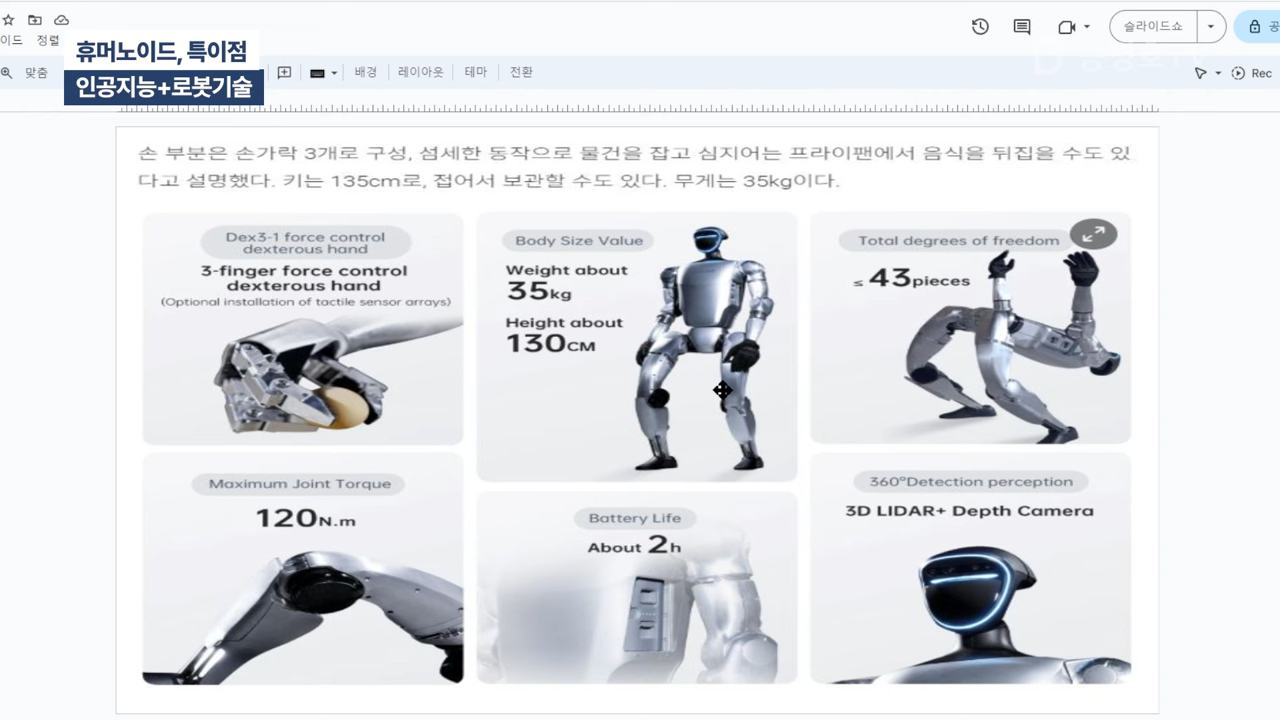 슬라이드쇼
이드 정렬
휴머노이드, 특이점
인공지능+로봇기술
맞춤
배경
레이아웃
테마
전환
Rec
손 부분은 손가락 3개로 구성, 섬세한 동작으로 물건을 잡고 심지어는 프라이팬에서 음식을 뒤집을 수도 있
다고 설명했다. 키는 135cm로, 접어서 보관할 수도 있다. 무게는 35kg이다.
Dex3-1 force control
dexterous hand
3-finger force control
dexterous hand
(Optional installation of tactile sensor arrays)
Body Size Value
Weight about
35kg
Height about
130CM
Total degrees of freedom
≤ 43pieces
Maximum Joint Torque
120N.m
Battery Life
About 2h
360°Detection perception
3D LIDAR+ Depth Camera